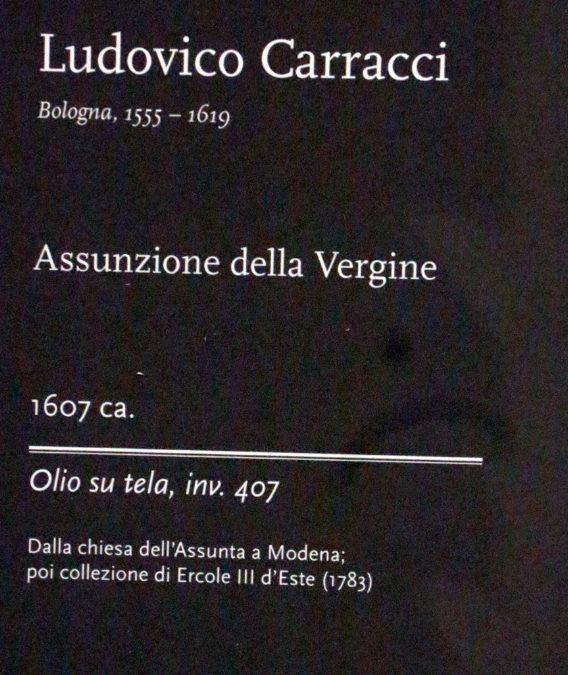 Ludovico Carracci
Bologna, 1555 – 1619
Assunzione della Vergine
1607 ca.
Olio su tela, inv. 407
Dalla chiesa dell'Assunta a Modena;
poi collezione di Ercole III d'Este (1783)